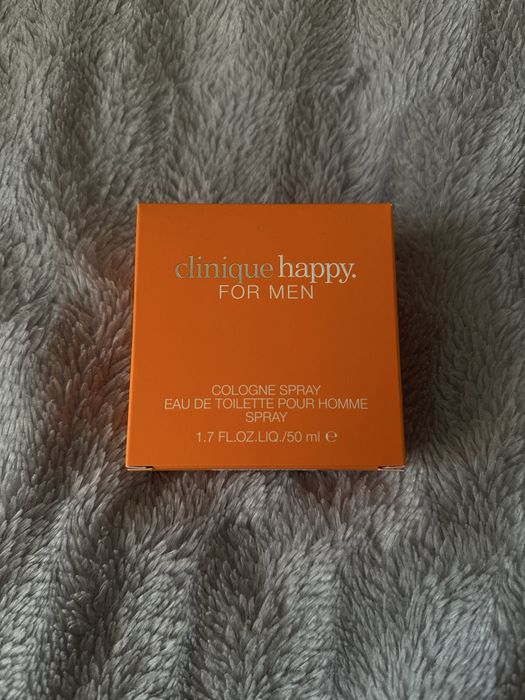 clinique happy.
FOR MEN
COLOGNE SPRAY
EAU DE TOILETTE POUR HOMME
SPRAY
1.7 FL.OZ.LIQ./50 ml ℮